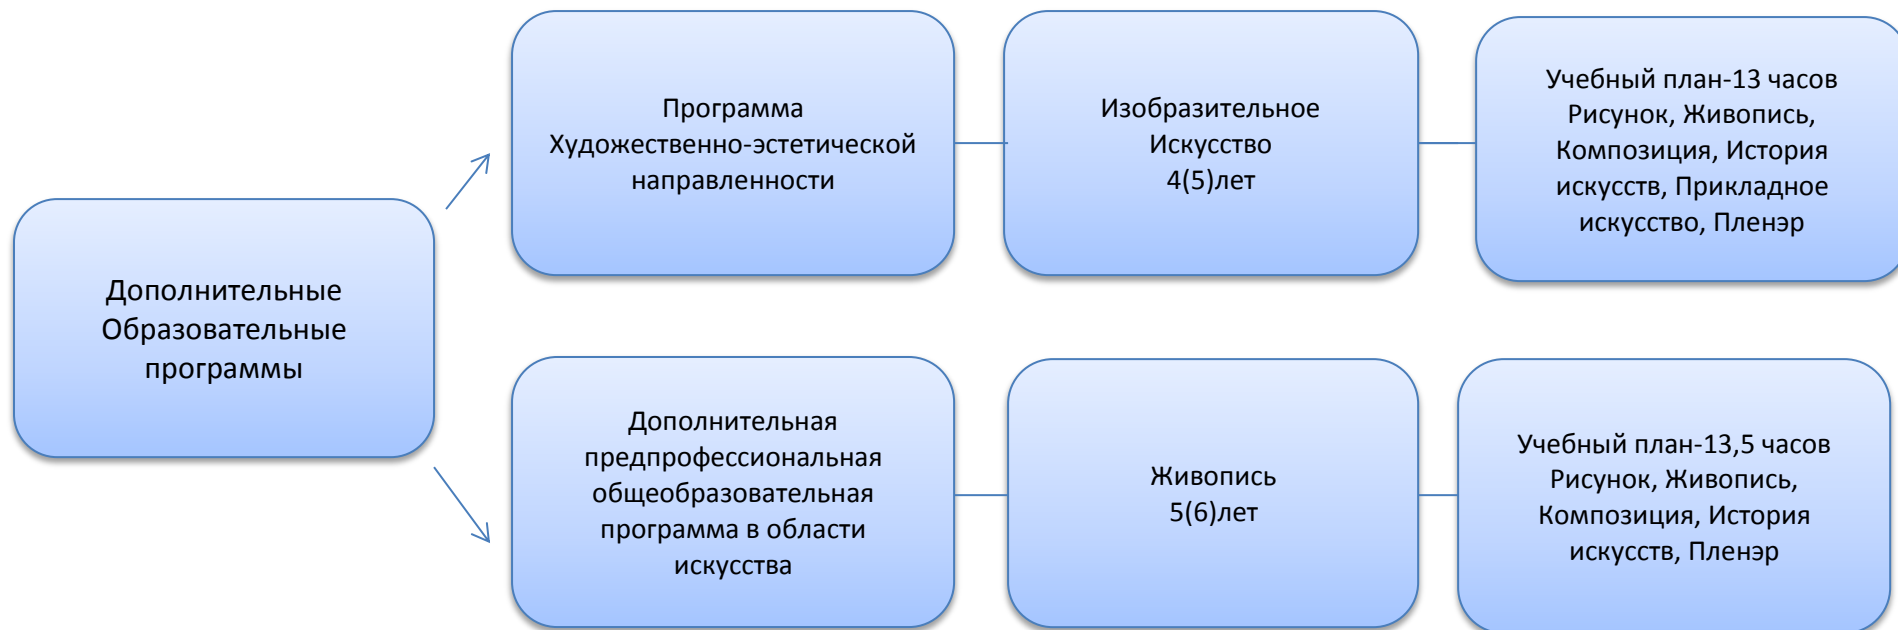 Дополнительные
Образовательные
программы
Программа
Художественно-эстетической
направленности
Изобразительное
Искусство
4(5)лет
Учебный план-13 часов
Рисунок, Живопись,
Композиция, История
искусств, Прикладное
искусство, Пленэр
Дополнительная
предпрофессиональная
общеобразовательная
программа в области
искусства
Живопись
5(6)лет
Учебный план-13,5 часов
Рисунок, Живопись,
Композиция, История
искусств, Пленэр